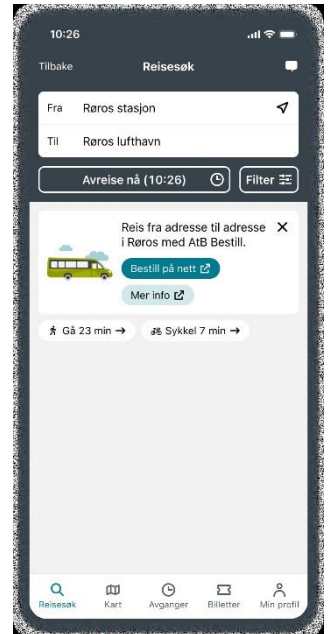 10:26
Tilbake
Reisesøk
Fra Røros stasjon
Til Røros lufthavn
Avreise nå (10:26)
Filter
Reis fra adresse til adresse
i Røros med AtB Bestill.
Bestill på nett
Mer info
Gå 23 min → Sykkel 7 min →
Reisesøk Kart Avganger Billetter Min profil